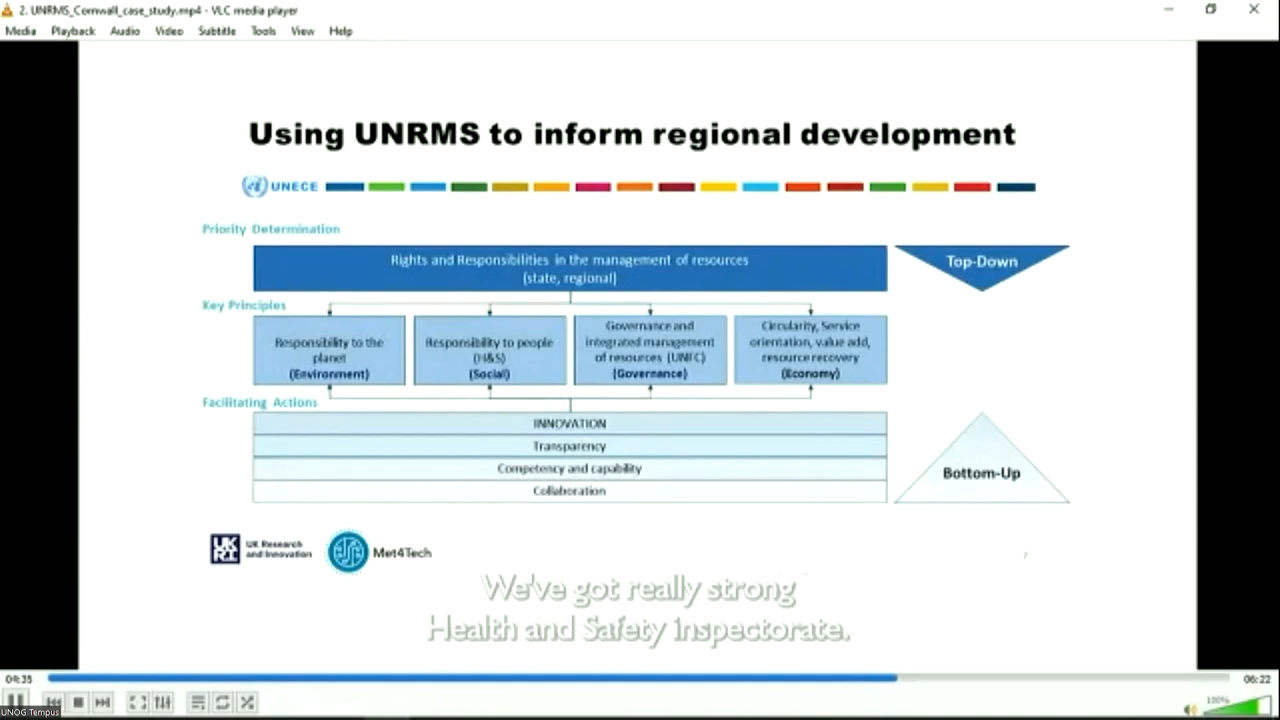 2. UNRMS_Cornwall_case_study.mp4 - VLC media player
Media Playback Audio Video Subtitle Tools View Help
Using UNRMS to inform regional development
UNECE
Priority Determination
Rights and Responsibilities in the management of resources
(state, regional)
Top-Down
Key Principles
Responsibility to the
planet
(Environment)
Responsibility to people
(H&S)
(Social)
Governance and
integrated management
of resources (UNFC)
(Governance)
Circularity, Service
orientation, value add,
resource recovery
(Economy)
Facilitating Actions
INNOVATION
Transparency
Competency and capability
Collaboration
Bottom-Up
UKRI
UK Research
and Innovation
Met4Tech
7
We've got really strong
Health and Safety inspectorate.
04:35
06:22
100%
UNOG Tempus